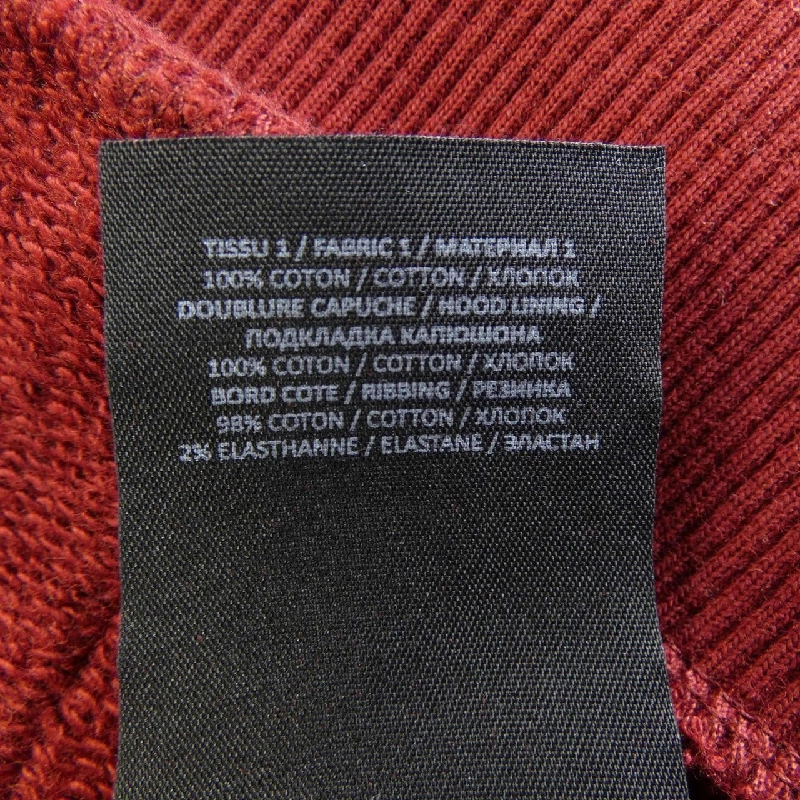 TISSU 1 / FABRIC 1 / МАТЕРИАЛ 1
100% COTON / COTTON / ХЛОПОК
DOUBLURE CAPUCHE / HOOD LINING /
ПОДКЛАДКА КАПЮШОНА
100% COTON / COTTON / ХЛОПОК
BORD COTE / RIBBING / РЕЗИНКА
98% COTON / COTTON / ХЛОПОК
2% ELASTHANNE / ELASTANE / ЭЛАСТАН